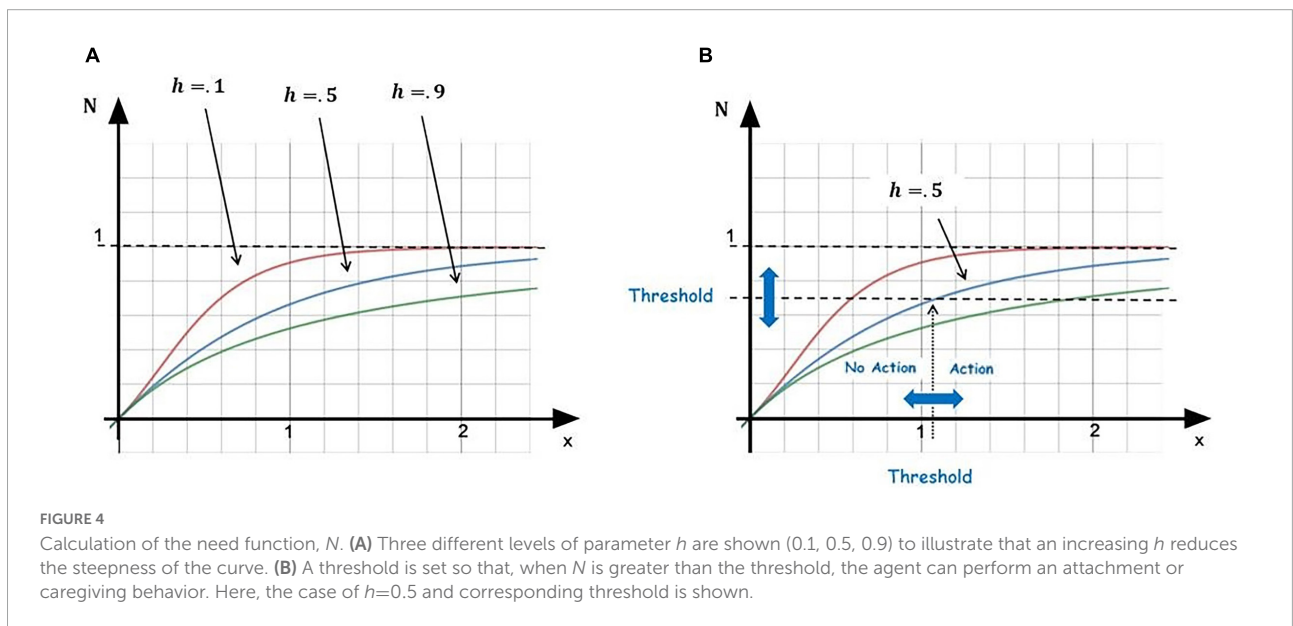 A
h =. 1
h =. 5
h =. 9
N
1
1
2
x
B
N
h =. 5
1
Threshold
No Action
Action
1
2
x
Threshold
FIGURE 4
Calculation of the need function, N. (A) Three different levels of parameter h are shown (0.1, 0.5, 0.9) to illustrate that an increasing h reduces
the steepness of the curve. (B) A threshold is set so that, when N is greater than the threshold, the agent can perform an attachment or
caregiving behavior. Here, the case of h=0.5 and corresponding threshold is shown.